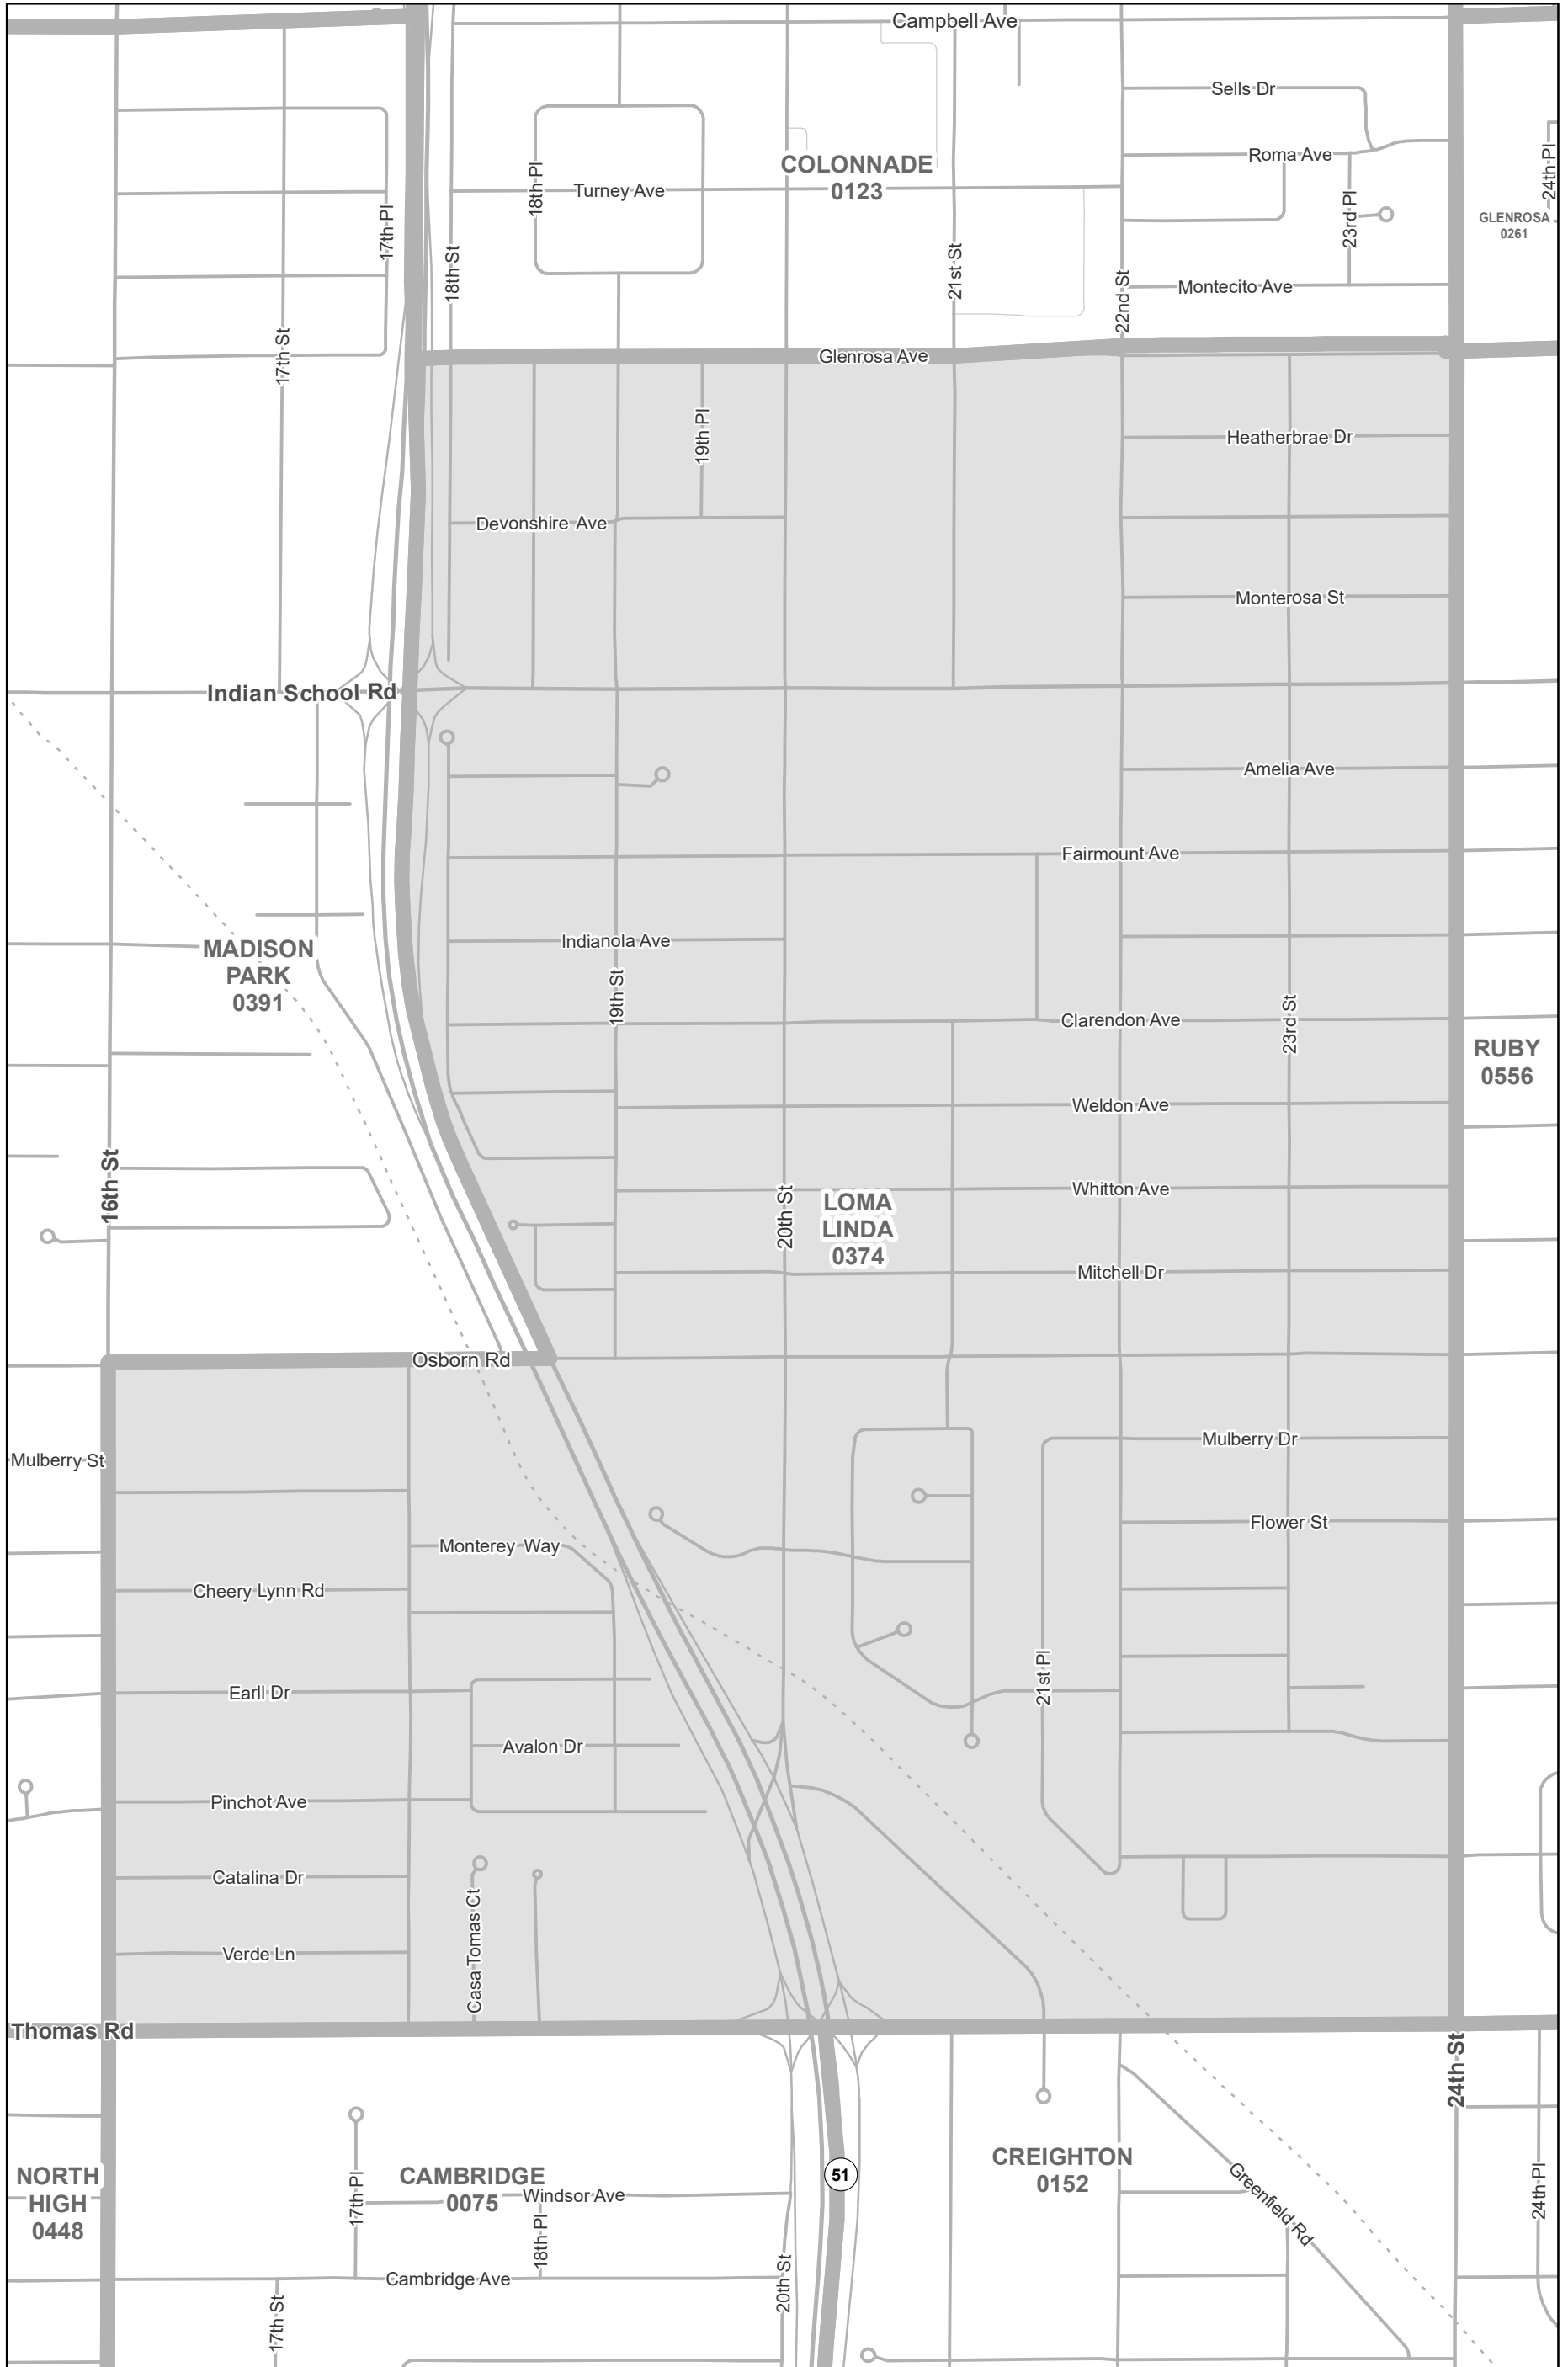 Campbell Ave
Sells Dr
Roma Ave
24th Pl
COLONNADE
0123
18th Pl
Turney Ave
23rd Pl
GLENROSA
0261
17th Pl
18th St
21st St
22nd St
Montecito Ave
17th St
Glenrosa Ave
19th Pl
Heatherbrae Dr
Devonshire Ave
Monterosa St
Indian School Rd
Amelia Ave
Fairmount Ave
Indianola Ave
MADISON
PARK
0391
19th St
Clarendon Ave
23rd St
RUBY
0556
Weldon Ave
16th St
20th St
Whitton Ave
LOMA
LINDA
0374
Mitchell Dr
Osborn Rd
Mulberry St
Mulberry Dr
Flower St
Monterey Way
Cheery Lynn Rd
Earll Dr
21st Pl
Avalon Dr
Pinchot Ave
Catalina Dr
Casa Tomas Ct
Verde Ln
Thomas Rd
24th St
NORTH
HIGH
0448
17th Pl
CAMBRIDGE
0075
Windsor Ave
18th Pl
51
CREIGHTON
0152
Greenfield Rd
24th Pl
Cambridge Ave
20th St
17th St